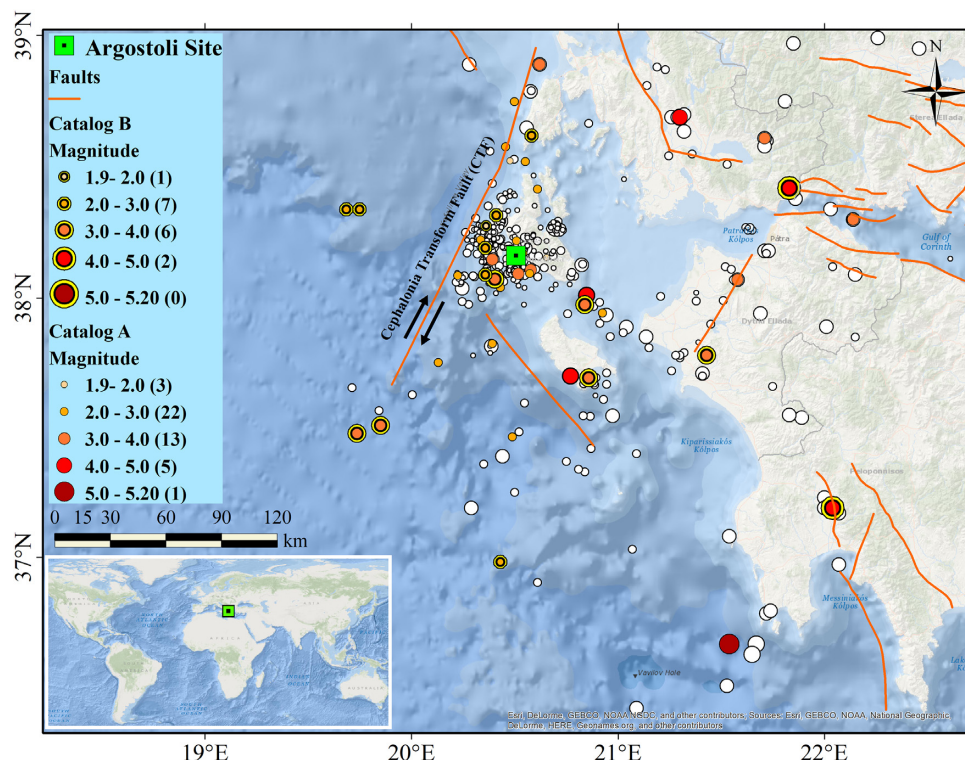 39°N
38°N
37°N
19°E
20°E
21°E
22°E
N
Argostoli Site
Faults
Catalog B
Magnitude
1.9- 2.0 (1)
2.0 - 3.0 (7)
3.0 - 4.0 (6)
4.0 - 5.0 (2)
5.0 - 5.20 (0)
Catalog A
Magnitude
1.9- 2.0 (3)
2.0 - 3.0 (22)
3.0 - 4.0 (13)
4.0 - 5.0 (5)
5.0 - 5.20 (1)
0 15 30 60 90 120
km
Cephalonia Transform Fault (CTF)
Sterea Ellada
Gulf of
Corinth
Pátra
Kólpos
Dytiki Ellada
Kiparissiakós
Kólpos
Messiniakós
Kólpos
Vavilov Hole
Esri, DeLorme, GEBCO, NOAA NGDC, and other contributors, Sources: Esri, GEBCO, NOAA, National Geographic,
DeLorme, HERE, Geonames.org, and other contributors